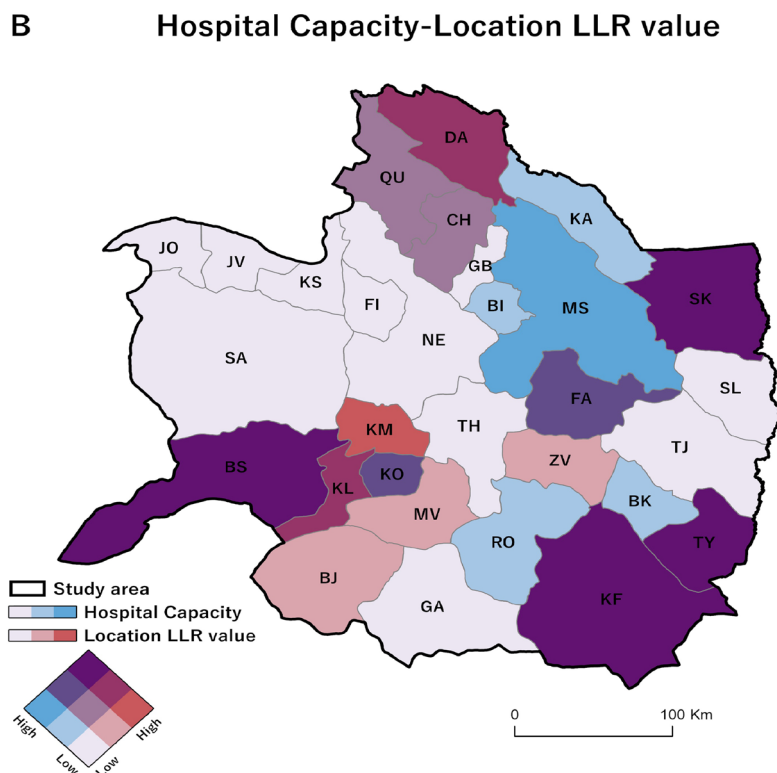 B Hospital Capacity-Location LLR value
DA
QU
CH
KA
JO
JV
GB
KS
SK
FI
BI
MS
NE
SA
SL
FA
KM
TH
TJ
BS
ZV
KO
KL
BK
MV
RO
TY
BJ
KF
GA
Study area
Hospital Capacity
Location LLR value
High High
Low Low
0 100 Km